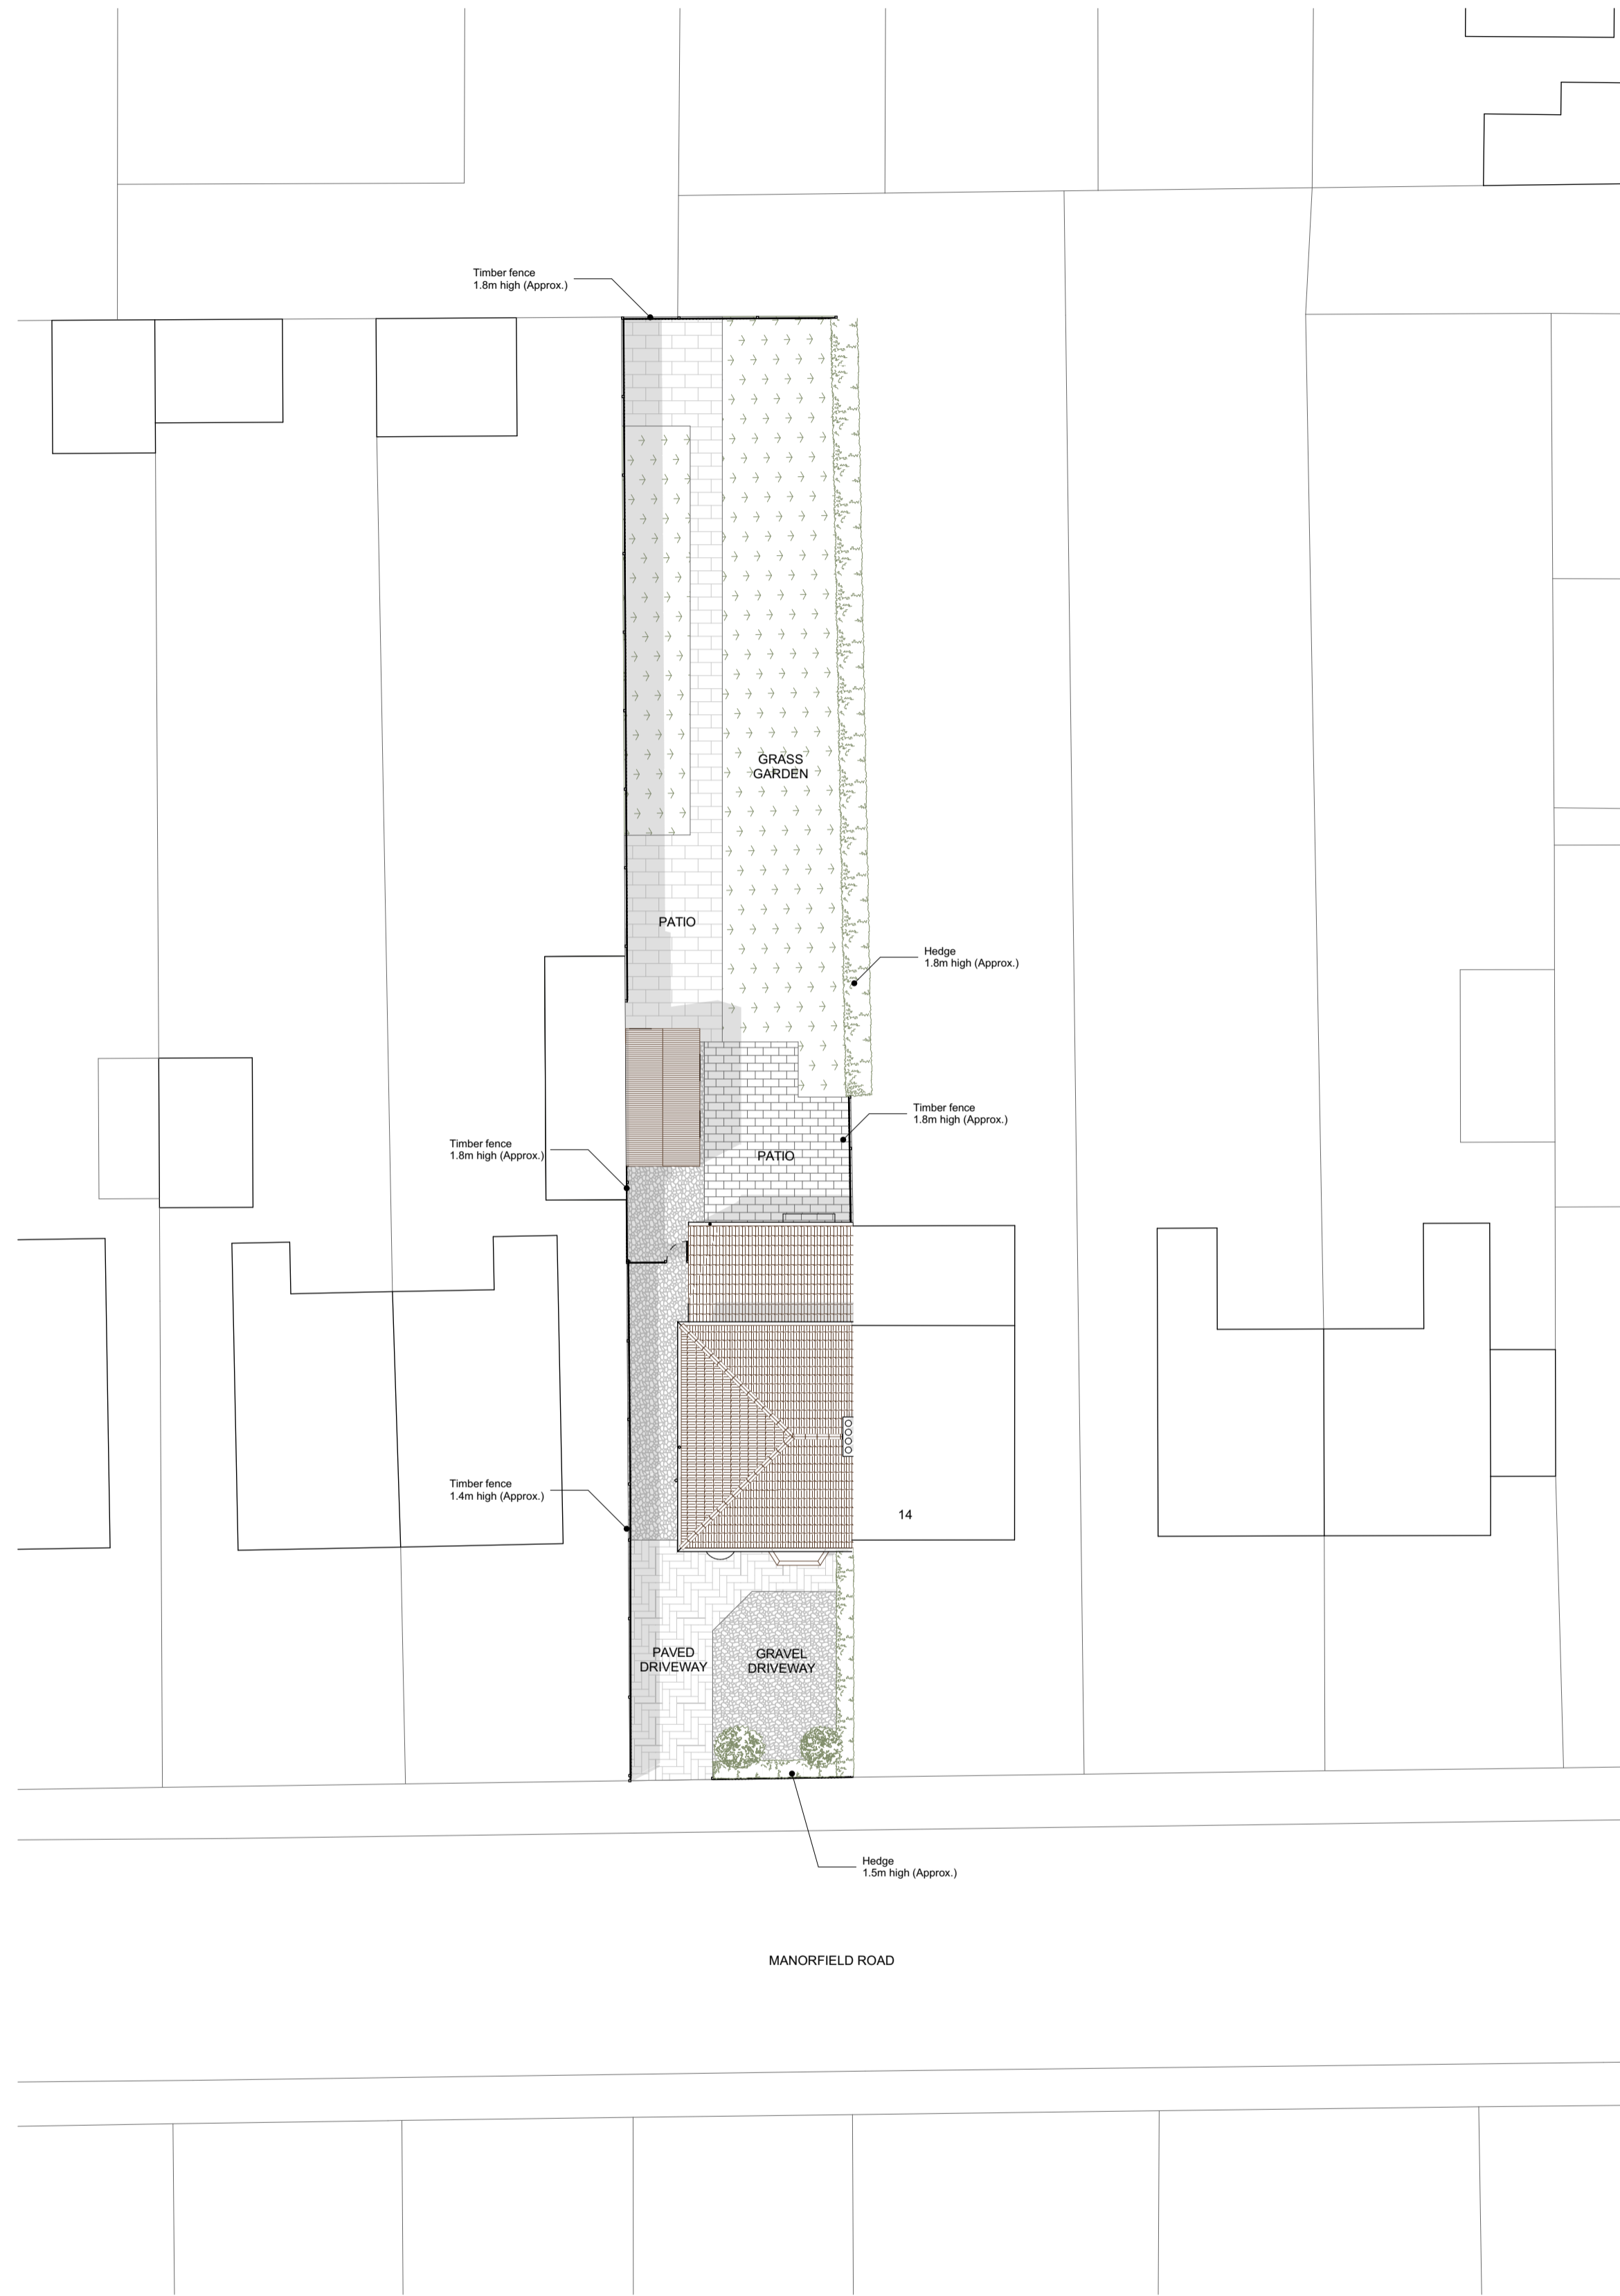 Timber fence
1.8m high (Approx.)
GRASS
GARDEN
PATIO
Hedge
1.8m high (Approx.)
Timber fence
1.8m high (Approx.)
Timber fence
1.8m high (Approx.)
PATIO
Timber fence
1.4m high (Approx.)
14
PAVED
DRIVEWAY
GRAVEL
DRIVEWAY
Hedge
1.5m high (Approx.)
MANORFIELD ROAD